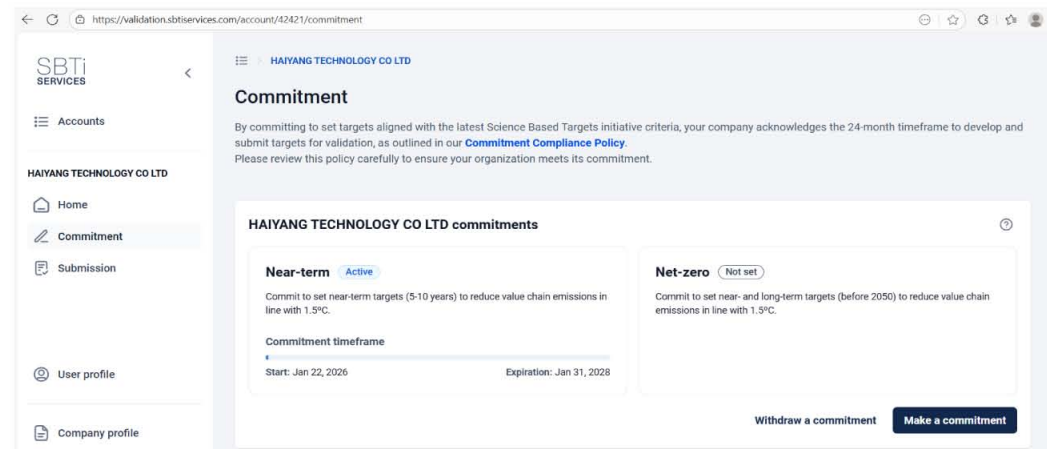 https://validation.sbtiservices.com/account/42421/commitment
SBTi
SERVICES
Accounts
HAIYANG TECHNOLOGY CO LTD
Home
Commitment
Submission
User profile
Company profile
HAIYANG TECHNOLOGY CO LTD
Commitment
By committing to set targets aligned with the latest Science Based Targets initiative criteria, your company acknowledges the 24-month timeframe to develop and
submit targets for validation, as outlined in our Commitment Compliance Policy.
Please review this policy carefully to ensure your organization meets its commitment.
HAIYANG TECHNOLOGY CO LTD commitments
Near-term Active
Commit to set near-term targets (5-10 years) to reduce value chain emissions in
line with 1.5ºC.
Commitment timeframe
Start: Jan 22, 2026 Expiration: Jan 31, 2028
Net-zero Not set
Commit to set near- and long-term targets (before 2050) to reduce value chain
emissions in line with 1.5ºC.
Withdraw a commitment Make a commitment